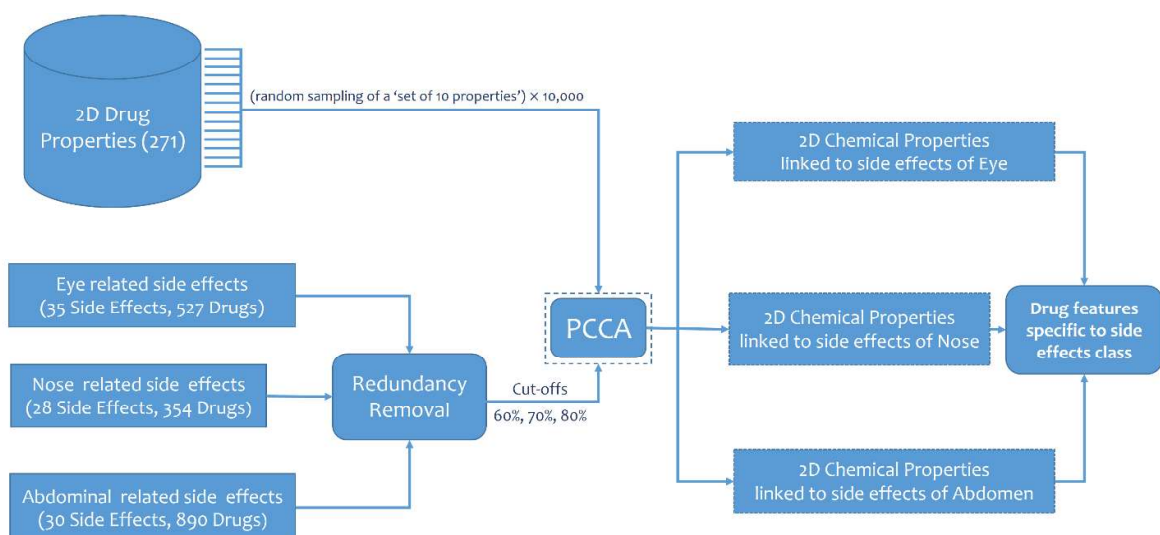 2D Drug
Properties (271)
(random sampling of a ‘set of 10 properties’) × 10,000
Eye related side effects
(35 Side Effects, 527 Drugs)
Nose related side effects
(28 Side Effects, 354 Drugs)
Abdominal related side effects
(30 Side Effects, 890 Drugs)
Redundancy
Removal
Cut-offs
60%, 70%, 80%
PCCA
2D Chemical Properties
linked to side effects of Eye
2D Chemical Properties
linked to side effects of Nose
2D Chemical Properties
linked to side effects of Abdomen
Drug features
specific to side
effects class